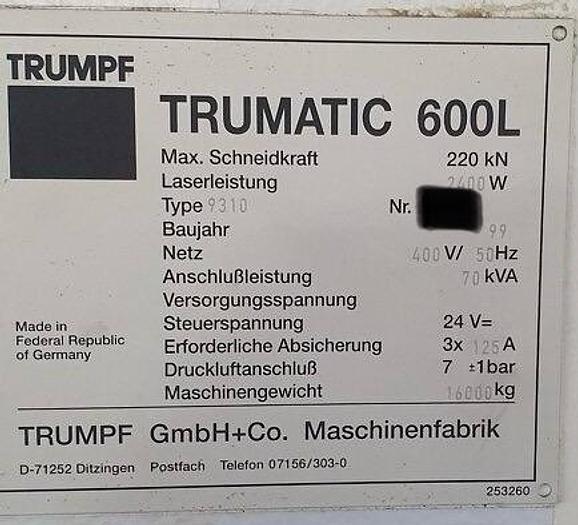 TRUMPF
TRUMATIC 600L
Max. Schneidkraft 220 kN
Laserleistung 2400 W
Type 9310 Nr.
Baujahr 99
Netz 400 V/ 50 Hz
Anschlußleistung 70 kVA
Versorgungsspannung
Steuerspannung 24 V=
Erforderliche Absicherung 3x 125 A
Druckluftanschluß 7 ±1bar
Maschinengewicht 16000 kg
Made in
Federal Republic
of Germany
TRUMPF GmbH+Co. Maschinenfabrik
D-71252 Ditzingen Postfach Telefon 07156/303-0
253260